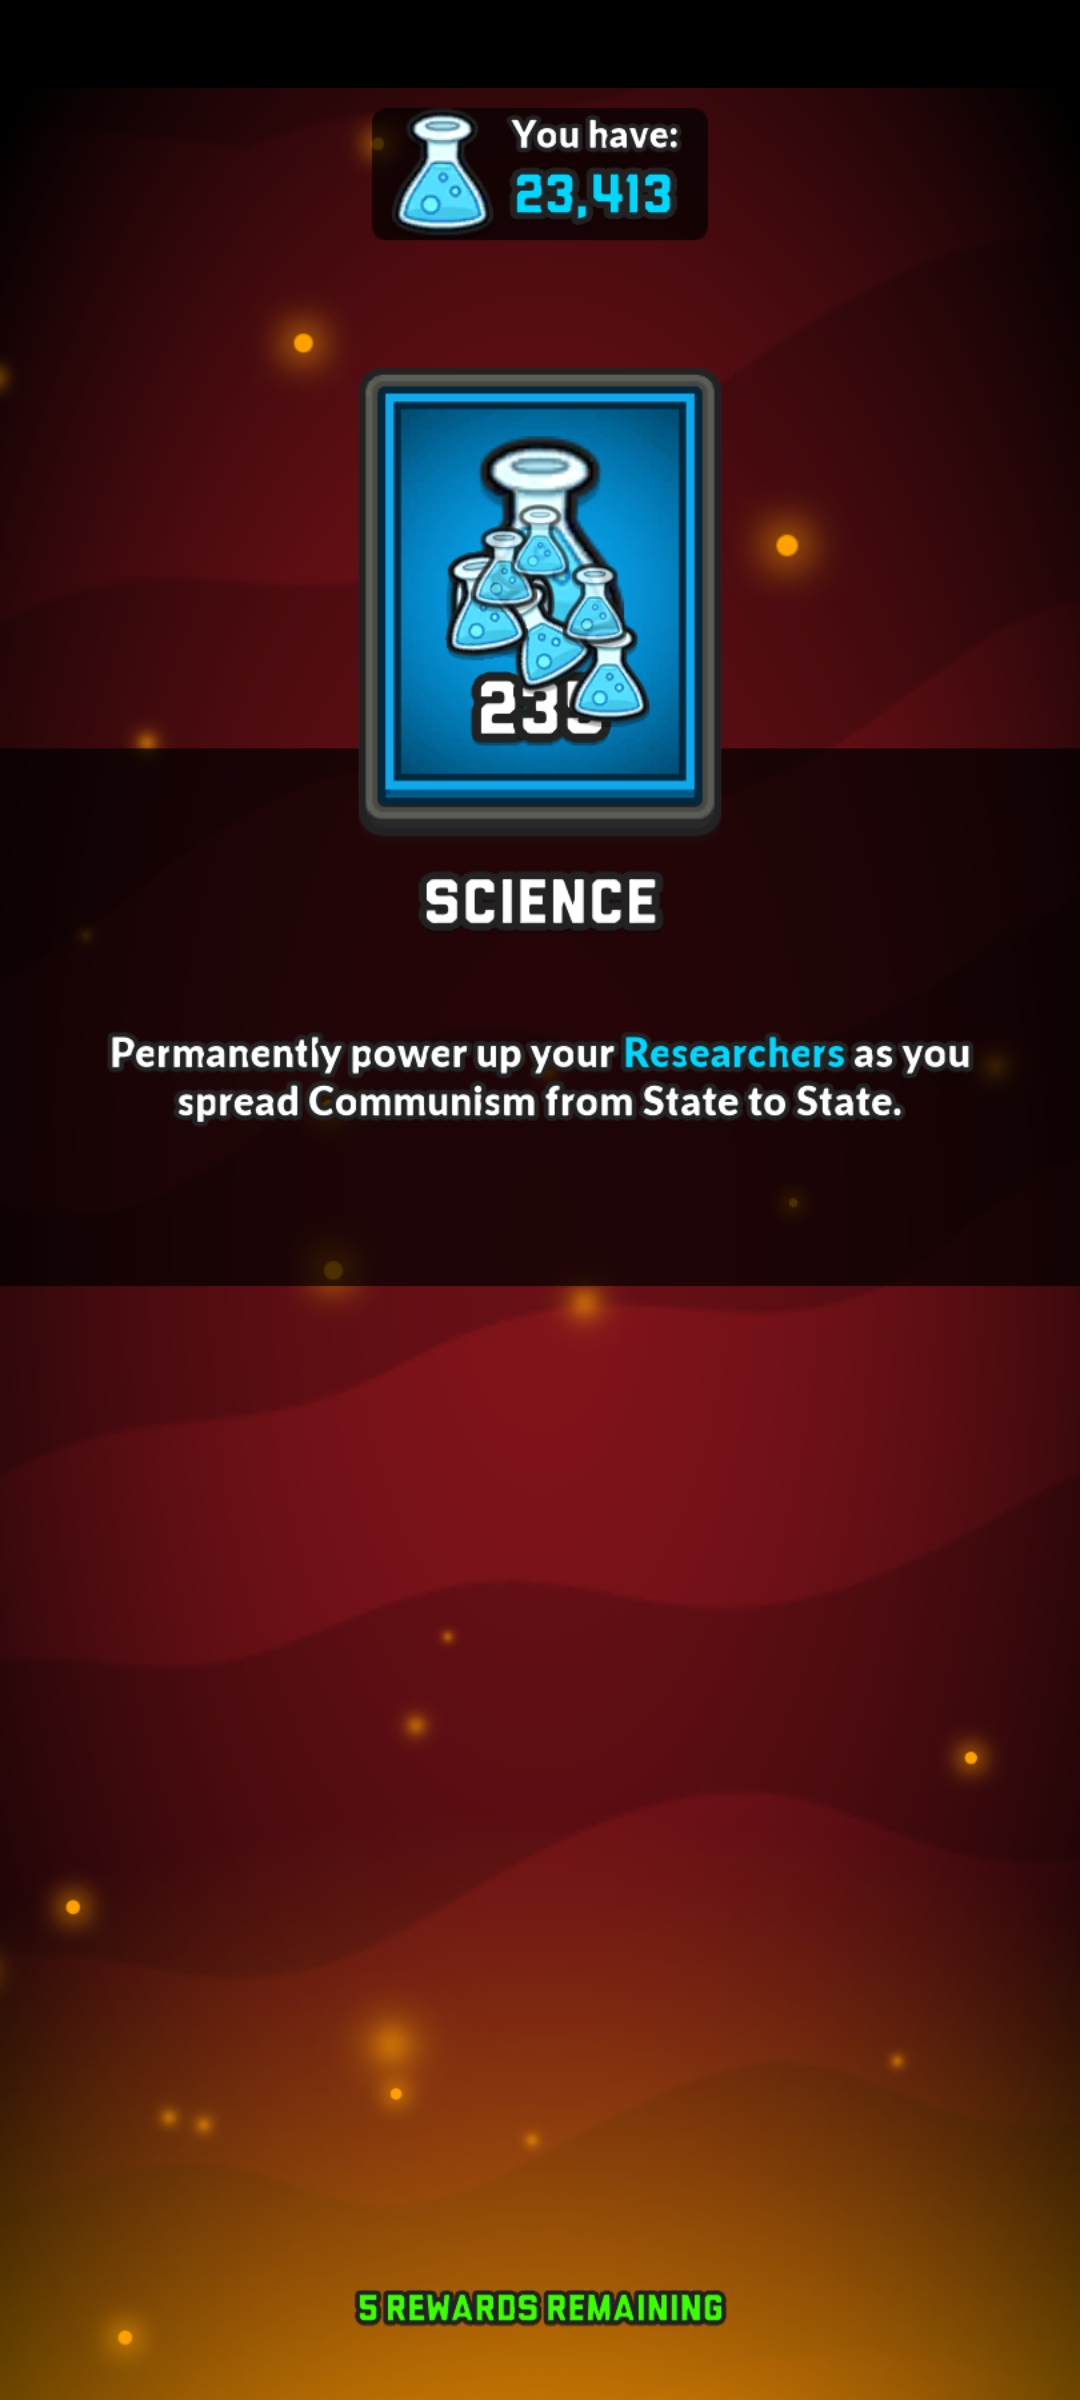 You have:
23,413
SCIENCE
Permanently power up your Researchers as you
spread Communism from State to State.
5 REWARDS REMAINING